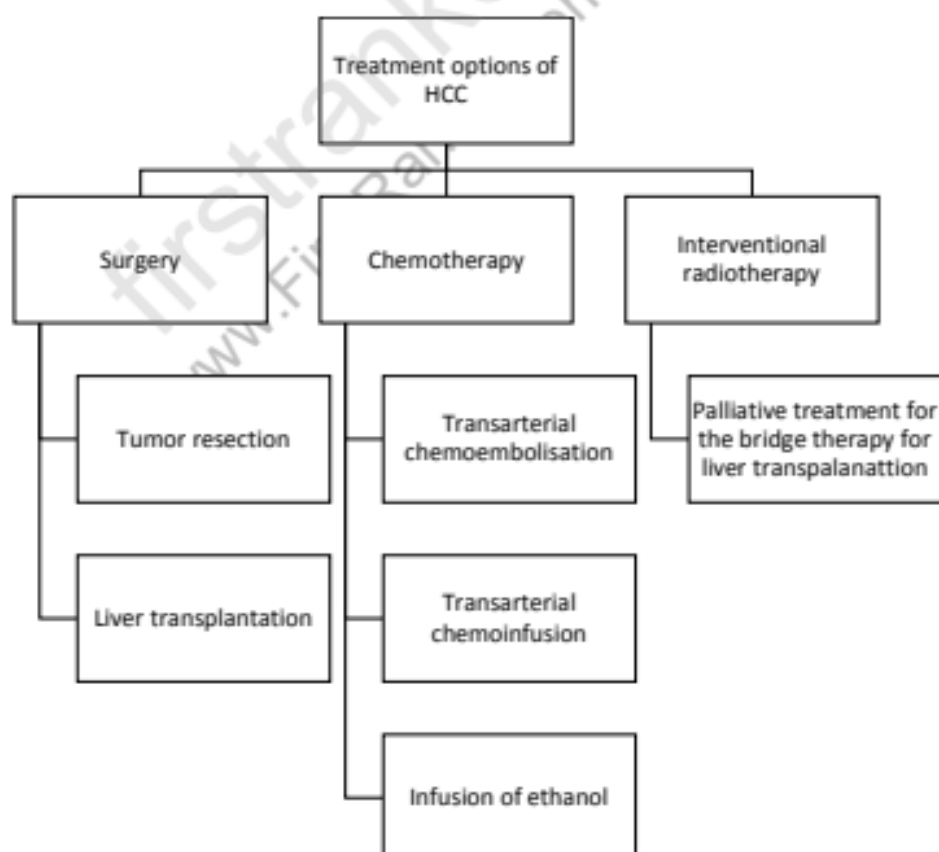 Treatment options of
HCC
Surgery
Chemotherapy
Interventional
radiotherapy
Tumor resection
Transarterial
chemoembolisation
Palliative treatment for
the bridge therapy for
liver transpalanattion
Liver transplantation
Transarterial
chemoinfusion
Infusion of ethanol